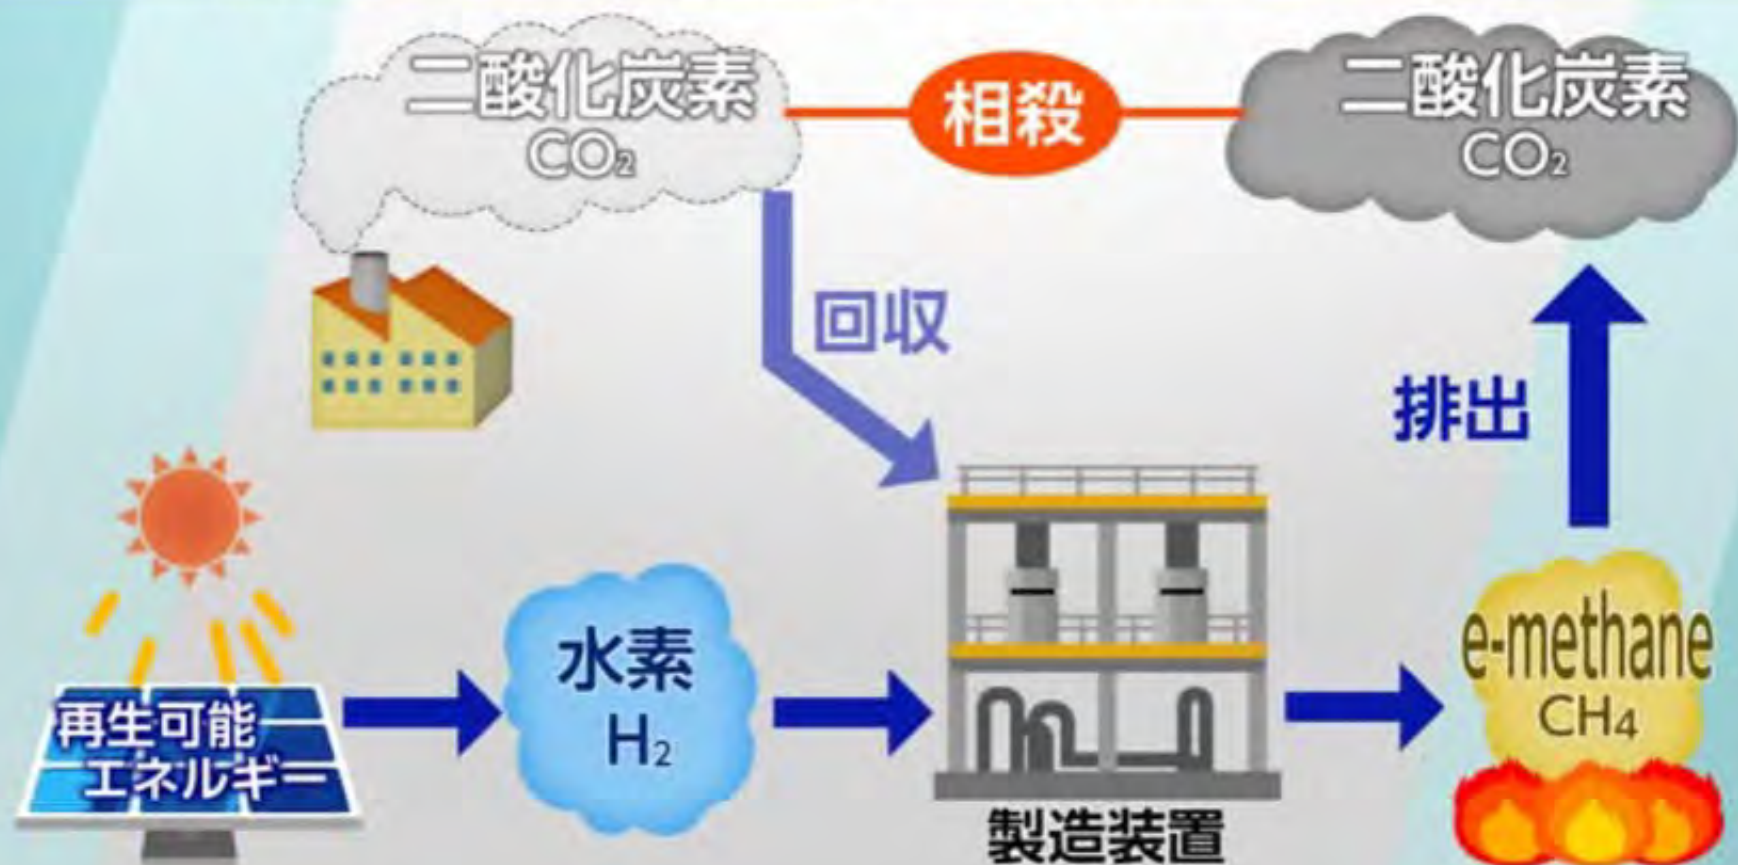 二酸化炭素
CO₂
相殺
二酸化炭素
CO₂
回収
排出
再生可能
エネルギー
水素
H₂
製造装置
e-methane
CH₄